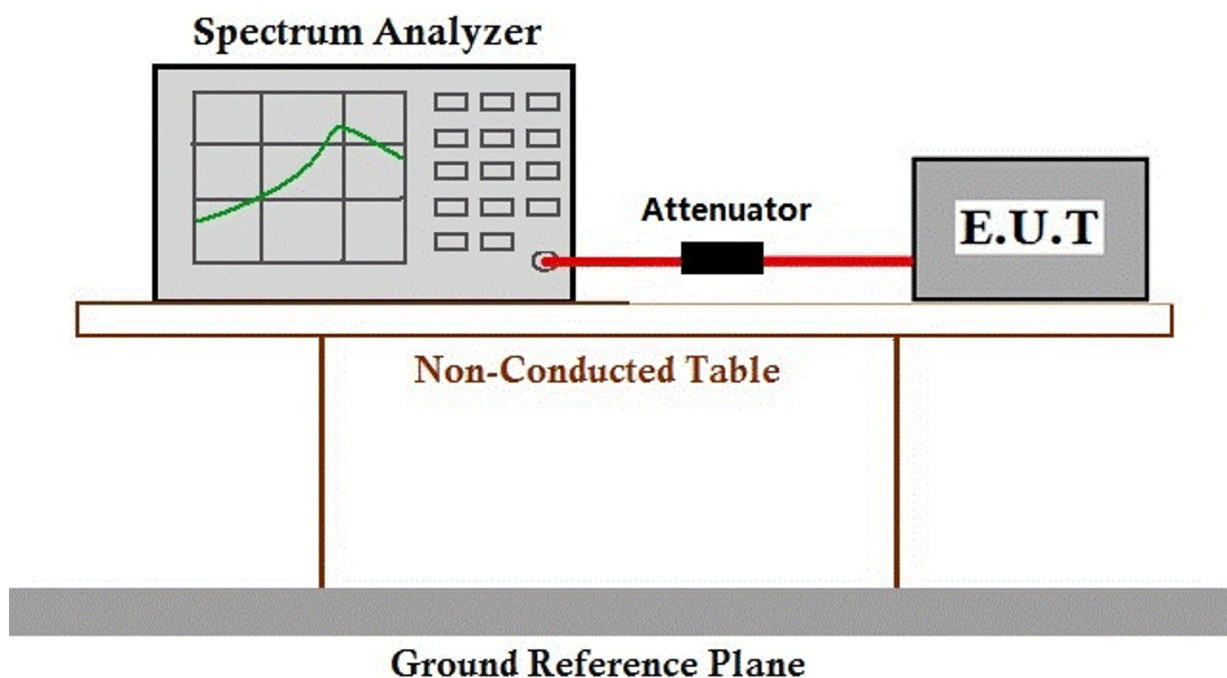 Spectrum Analyzer
Attenuator
E.U.T
Non-Conducted Table
Ground Reference Plane